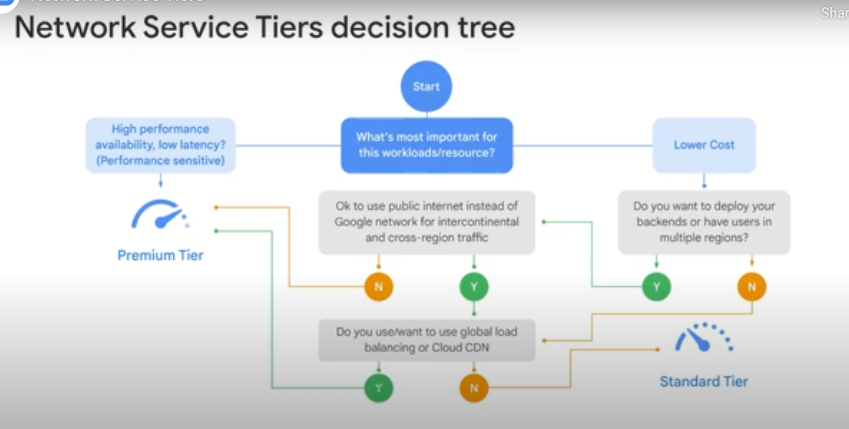 Network Service Tiers decision tree
Start
High performance
availability, low latency?
(Performance sensitive)
What's most important for
this workloads/resource?
Lower Cost
Ok to use public internet instead of
Google network for intercontinental
and cross-region traffic
Do you want to deploy your
backends or have users in
multiple regions?
Premium Tier
N
Y
Y
N
Do you use/want to use global load
balancing or Cloud CDN
Standard Tier
Y
N